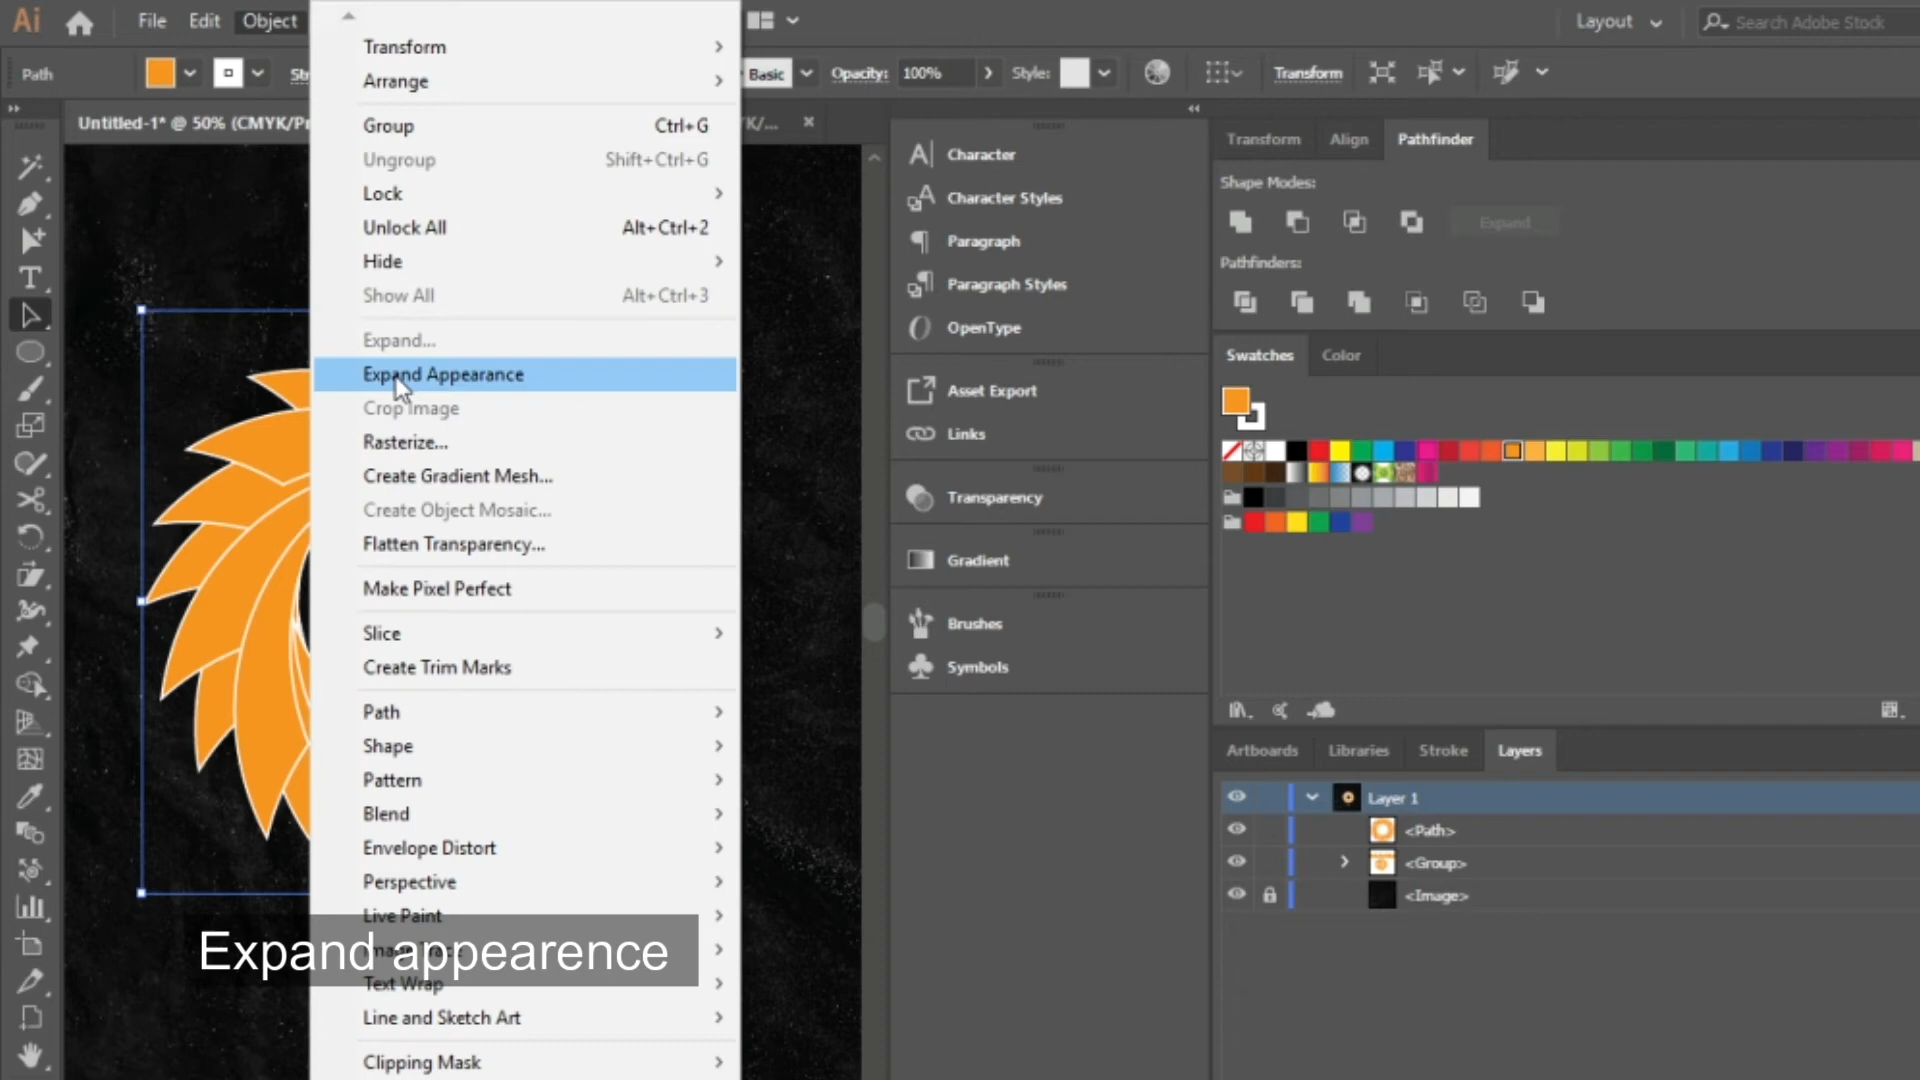 Ai
File
Edit
Object
Layout
Search Adobe Stock
Path
Basic
Opacity:
100%
Style:
Transform
Untitled-1* @ 50%
Transform
Arrange
Group
Ctrl+G
Ungroup
Shift+Ctrl+G
Lock
Unlock All
Alt+Ctrl+2
Hide
Show All
Alt+Ctrl+3
Expand...
Expand Appearance
Crop Image
Rasterize...
Create Gradient Mesh...
Create Object Mosaic...
Flatten Transparency...
Make Pixel Perfect
Slice
Create Trim Marks
Path
Shape
Pattern
Blend
Envelope Distort
Perspective
Live Paint
Expand appearence
Text Wrap
Line and Sketch Art
Clipping Mask
Character
Character Styles
Paragraph
Paragraph Styles
OpenType
Asset Export
Links
Transparency
Gradient
Brushes
Symbols
Transform
Align
Pathfinder
Shape Modes:
Expand
Pathfinders:
Swatches
Color
Artboards
Libraries
Stroke
Layers
Layer 1
<Path>
<Group>
<Image>